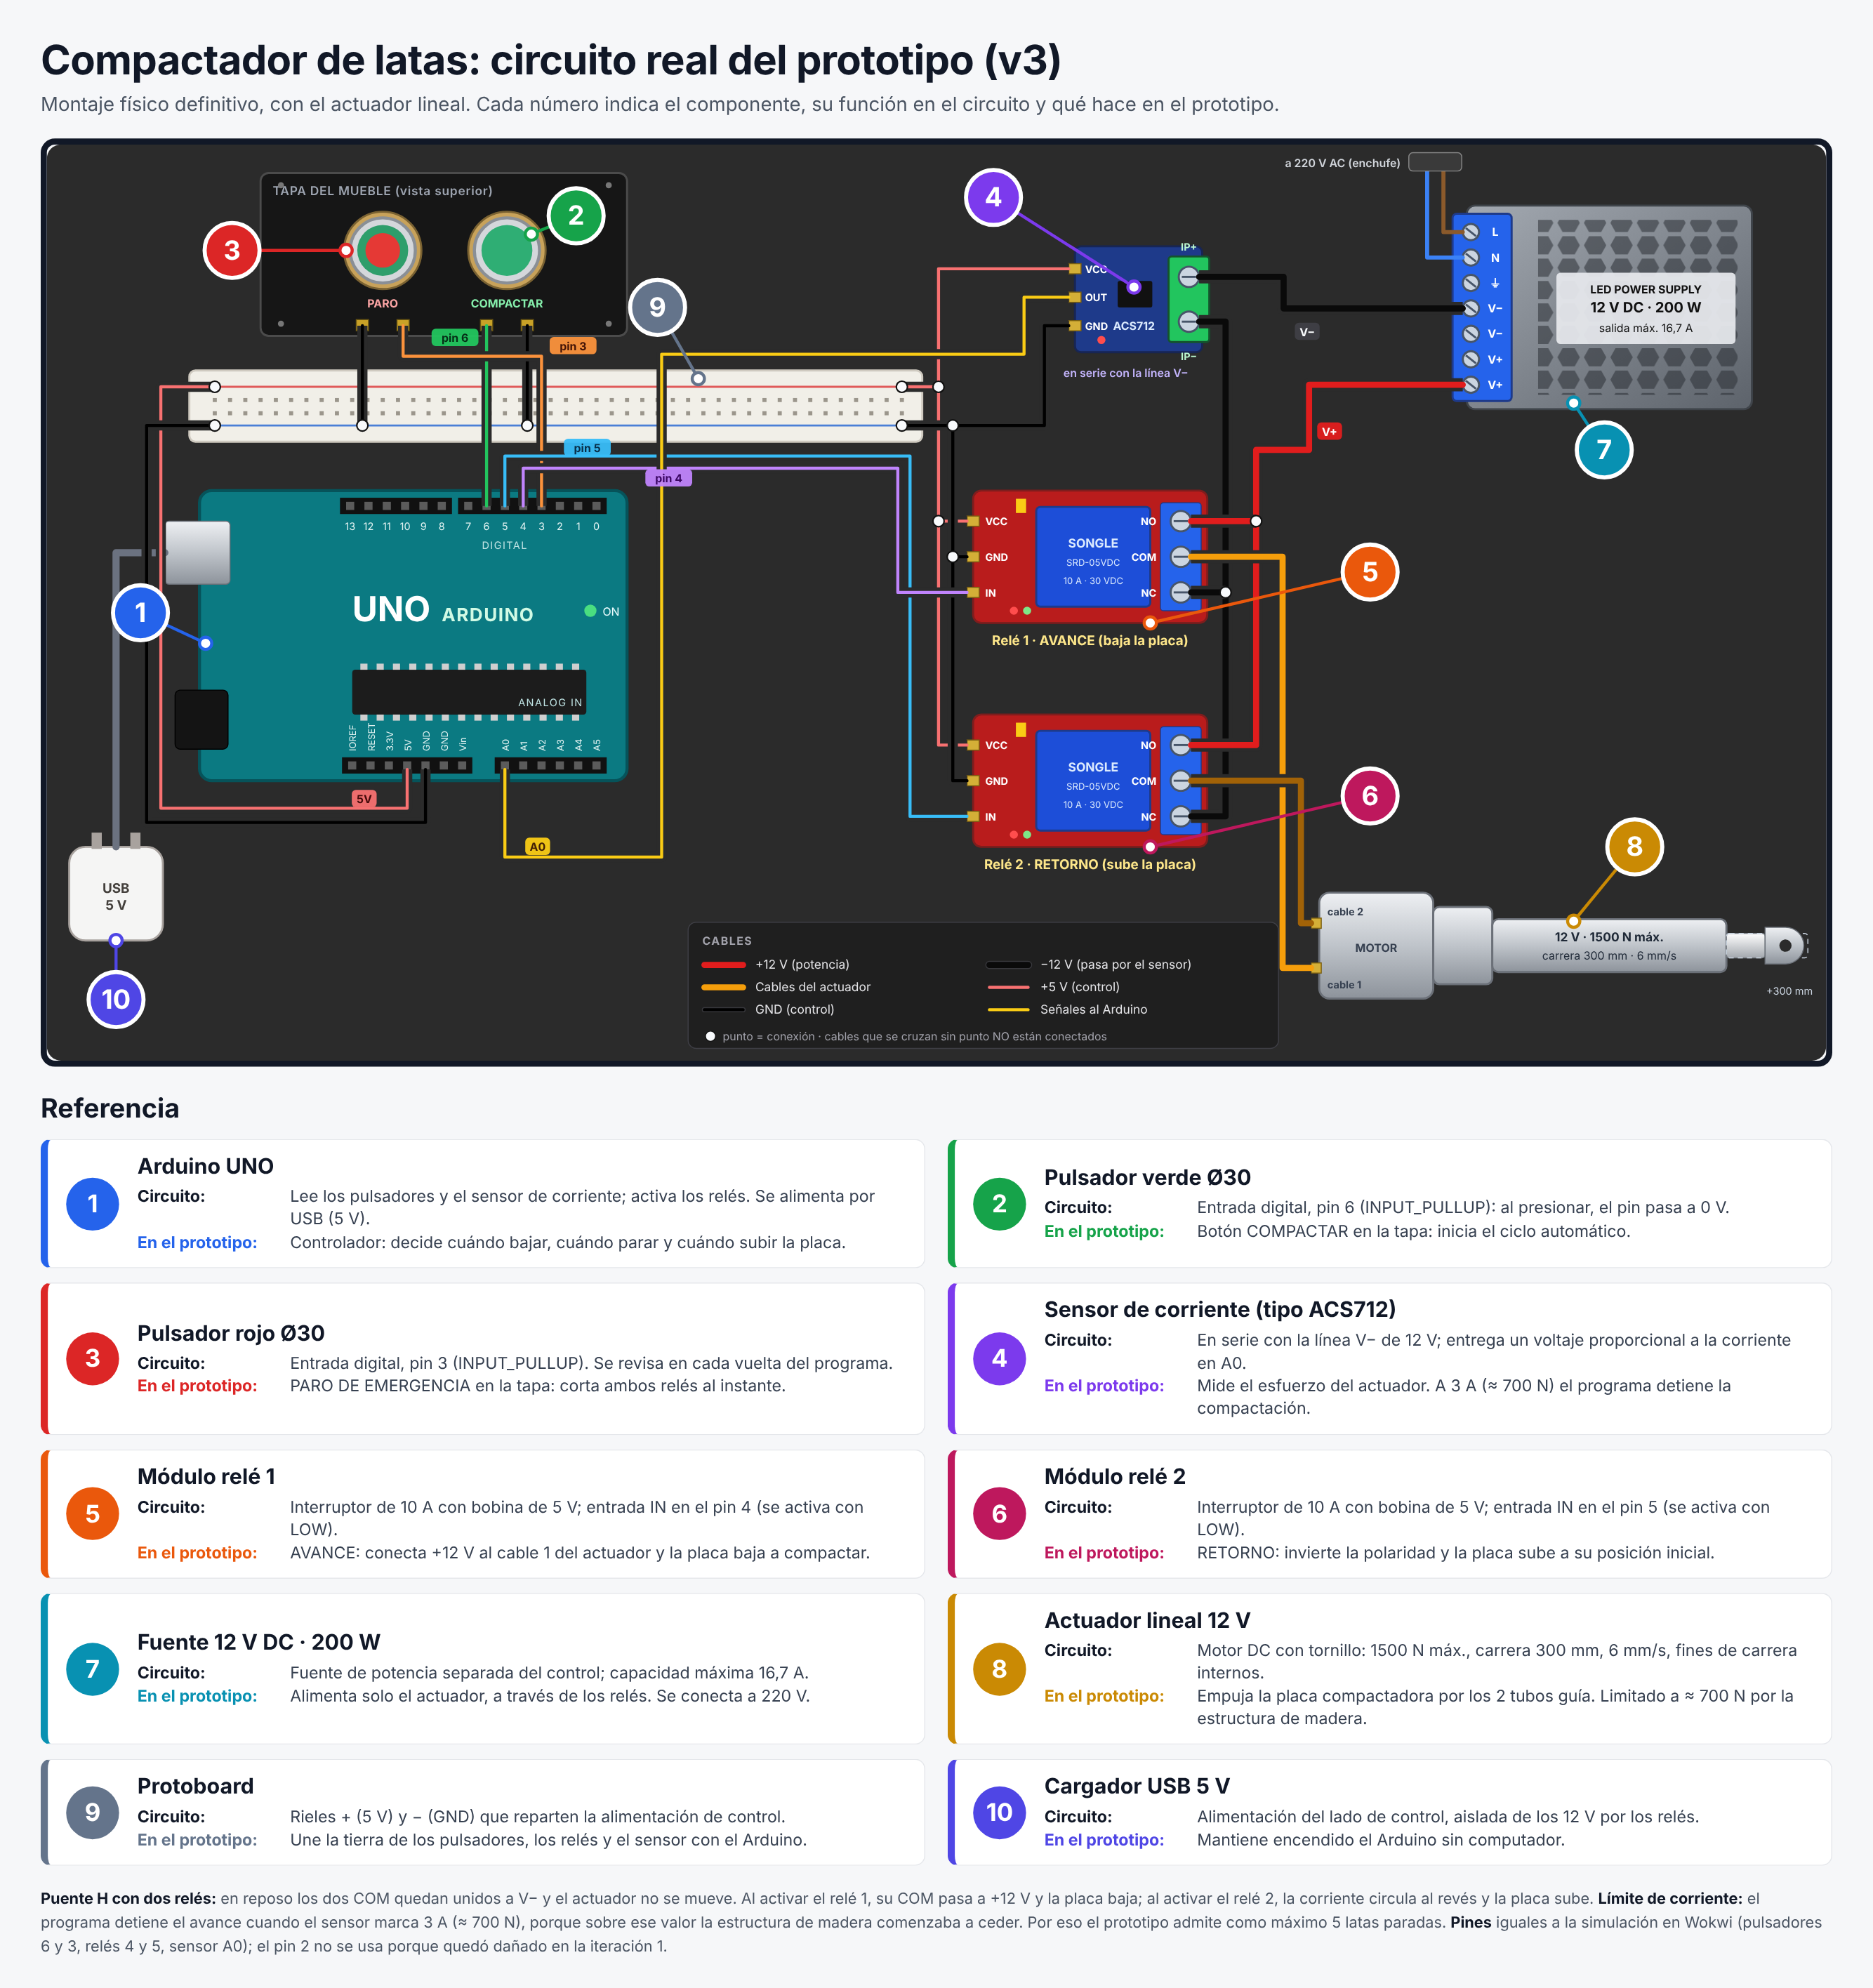 Compactador de latas: circuito real del prototipo (v3)
Montaje físico definitivo, con el actuador lineal. Cada número indica el componente, su función en el circuito y qué hace en el prototipo.
a 220 V AC (enchufe)
TAPA DEL MUEBLE (vista superior)
2
3
4
PARO
COMPACTAR
pin 6
pin 3
9
IP+
VCC
OUT
GND ACS712
IP−
en serie con la línea V−
V−
L
N
V−
V−
V+
V+
LED POWER SUPPLY
12 V DC · 200 W
salida máx. 16,7 A
V+
7
pin 5
pin 4
13 12 11 10 9 8 7 6 5 4 3 2 1 0
DIGITAL
UNO ARDUINO
ON
1
ANALOG IN
IOREF RESET 3.3V 5V GND GND Vin A0 A1 A2 A3 A4 A5
5V
A0
VCC
GND
IN
SONGLE
SRD-05VDC
10 A · 30 VDC
NO
COM
NC
5
Relé 1 · AVANCE (baja la placa)
VCC
GND
IN
SONGLE
SRD-05VDC
10 A · 30 VDC
NO
COM
NC
6
Relé 2 · RETORNO (sube la placa)
8
USB
5 V
10
cable 2
MOTOR
cable 1
12 V · 1500 N máx.
carrera 300 mm · 6 mm/s
+300 mm
CABLES
+12 V (potencia)
−12 V (pasa por el sensor)
Cables del actuador
+5 V (control)
GND (control)
Señales al Arduino
punto = conexión · cables que se cruzan sin punto NO están conectados
Referencia
1
Arduino UNO
Circuito: Lee los pulsadores y el sensor de corriente; activa los relés. Se alimenta por
USB (5 V).
En el prototipo: Controlador: decide cuándo bajar, cuándo parar y cuándo subir la placa.
2
Pulsador verde Ø30
Circuito: Entrada digital, pin 6 (INPUT_PULLUP): al presionar, el pin pasa a 0 V.
En el prototipo: Botón COMPACTAR en la tapa: inicia el ciclo automático.
3
Pulsador rojo Ø30
Circuito: Entrada digital, pin 3 (INPUT_PULLUP). Se revisa en cada vuelta del programa.
En el prototipo: PARO DE EMERGENCIA en la tapa: corta ambos relés al instante.
4
Sensor de corriente (tipo ACS712)
Circuito: En serie con la línea V− de 12 V; entrega un voltaje proporcional a la corriente
en A0.
En el prototipo: Mide el esfuerzo del actuador. A 3 A (≈ 700 N) el programa detiene la
compactación.
5
Módulo relé 1
Circuito: Interruptor de 10 A con bobina de 5 V; entrada IN en el pin 4 (se activa con
LOW).
En el prototipo: AVANCE: conecta +12 V al cable 1 del actuador y la placa baja a compactar.
6
Módulo relé 2
Circuito: Interruptor de 10 A con bobina de 5 V; entrada IN en el pin 5 (se activa con
LOW).
En el prototipo: RETORNO: invierte la polaridad y la placa sube a su posición inicial.
7
Fuente 12 V DC · 200 W
Circuito: Fuente de potencia separada del control; capacidad máxima 16,7 A.
En el prototipo: Alimenta solo el actuador, a través de los relés. Se conecta a 220 V.
8
Actuador lineal 12 V
Circuito: Motor DC con tornillo: 1500 N máx., carrera 300 mm, 6 mm/s, fines de carrera
internos.
En el prototipo: Empuja la placa compactadora por los 2 tubos guía. Limitado a ≈ 700 N por la
estructura de madera.
9
Protoboard
Circuito: Rieles + (5 V) y − (GND) que reparten la alimentación de control.
En el prototipo: Une la tierra de los pulsadores, los relés y el sensor con el Arduino.
10
Cargador USB 5 V
Circuito: Alimentación del lado de control, aislada de los 12 V por los relés.
En el prototipo: Mantiene encendido el Arduino sin computador.
Puente H con dos relés: en reposo los dos COM quedan unidos a V− y el actuador no se mueve. Al activar el relé 1, su COM pasa a +12 V y la placa baja; al activar el relé 2, la corriente circula al revés y la placa sube. Límite de corriente: el
programa detiene el avance cuando el sensor marca 3 A (≈ 700 N), porque sobre ese valor la estructura de madera comenzaba a ceder. Por eso el prototipo admite como máximo 5 latas paradas. Pines iguales a la simulación en Wokwi (pulsadores
6 y 3, relés 4 y 5, sensor A0); el pin 2 no se usa porque quedó dañado en la iteración 1.